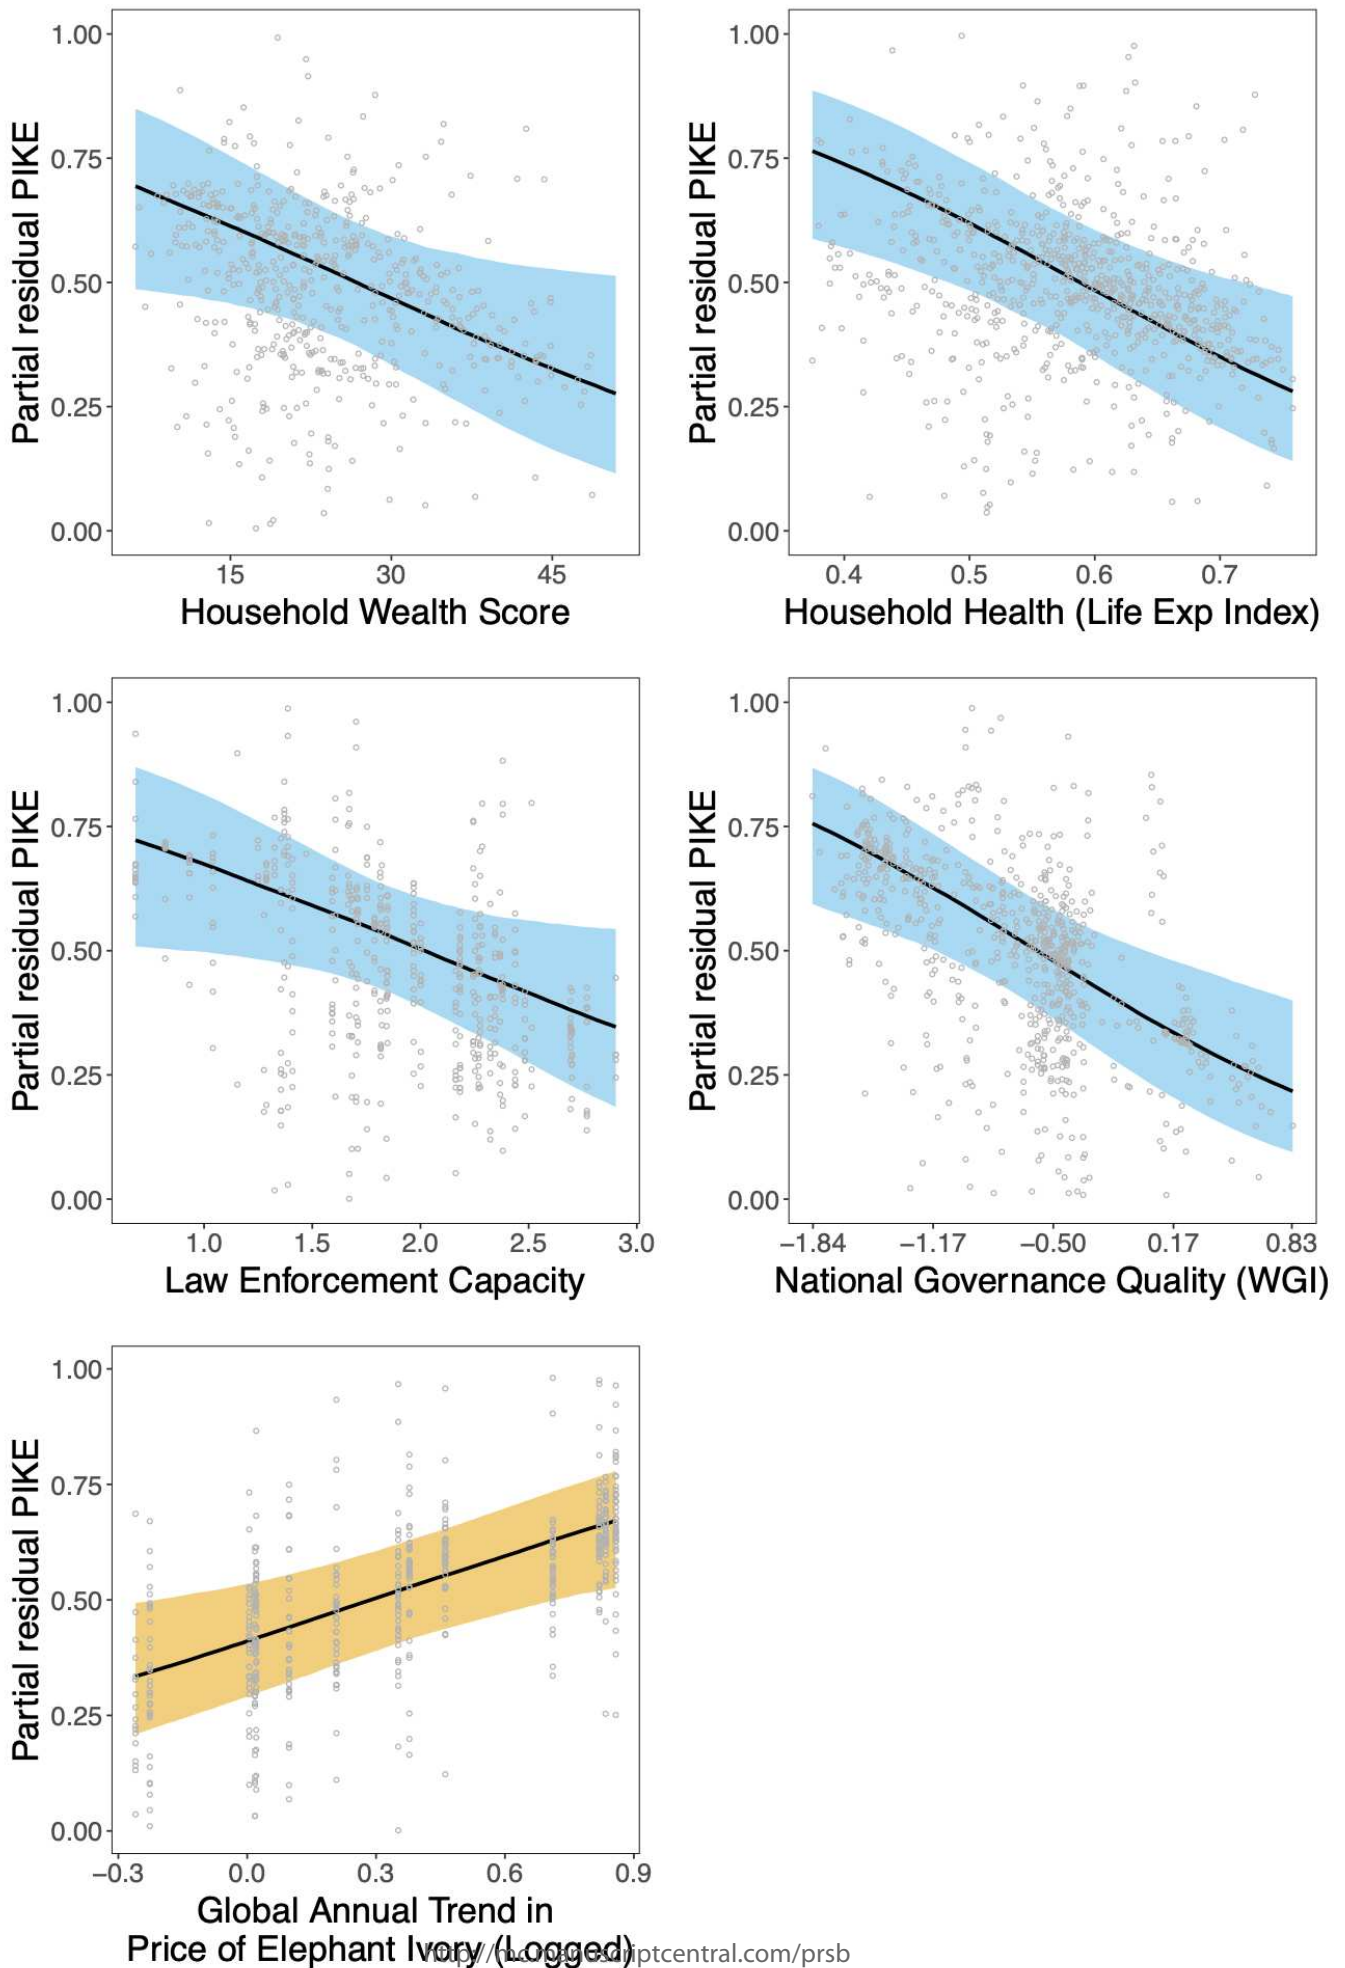 1.00
0.75
0.50
0.25
0.00
Partial residual PIKE
15 30 45
Household Wealth Score
1.00
0.75
0.50
0.25
0.00
Partial residual PIKE
0.4 0.5 0.6 0.7
Household Health (Life Exp Index)
1.00
0.75
0.50
0.25
0.00
Partial residual PIKE
1.0 1.5 2.0 2.5 3.0
Law Enforcement Capacity
1.00
0.75
0.50
0.25
0.00
Partial residual PIKE
−1.84 −1.17 −0.50 0.17 0.83
National Governance Quality (WGI)
1.00
0.75
0.50
0.25
0.00
Partial residual PIKE
−0.3 0.0 0.3 0.6 0.9
Global Annual Trend in
Price of Elephant Ivory (Logged)
http://mc.manuscriptcentral.com/prsb